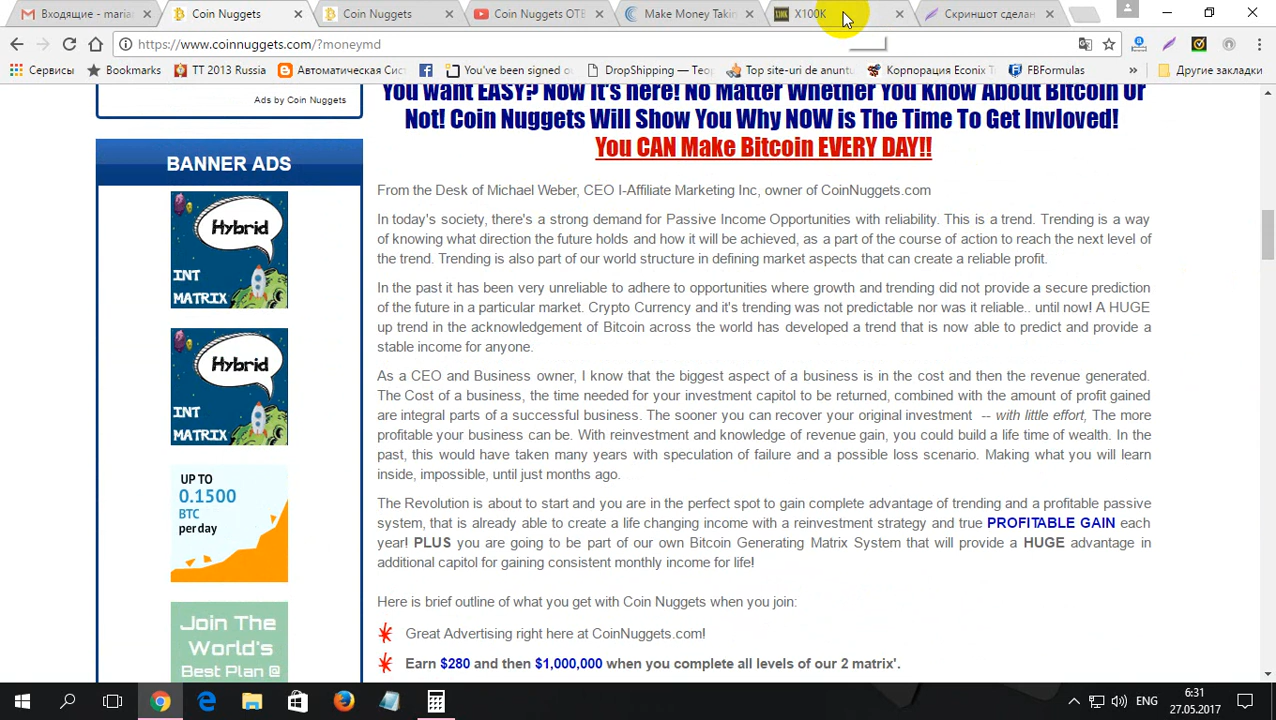 Входящие - maria
Coin Nuggets
Coin Nuggets
Coin Nuggets OTE
Make Money Takin
X100K
Скриншот сделан
https://www.coinnuggets.com/?moneymd
Сервисы
Bookmarks
TT 2013 Russia
Автоматическая Сис
You've been signed o
DropShipping — Teo
Top site-uri de anuntu
Корпорация Econix T
FBFormulas
»
Другие закладки
Ads by Coin Nuggets
BANNER ADS
Hybrid
INT
MATRIX
Hybrid
INT
MATRIX
UP TO
0.1500
BTC
per day
Join The
World's
Best Plan @
You want EASY? Now it's here! No Matter Whether You Know About Bitcoin Or
Not! Coin Nuggets Will Show You Why NOW is The Time To Get Invloved!
You CAN Make Bitcoin EVERY DAY!!
From the Desk of Michael Weber, CEO I-Affiliate Marketing Inc, owner of CoinNuggets.com
In today's society, there's a strong demand for Passive Income Opportunities with reliability. This is a trend. Trending is a way
of knowing what direction the future holds and how it will be achieved, as a part of the course of action to reach the next level of
the trend. Trending is also part of our world structure in defining market aspects that can create a reliable profit.
In the past it has been very unreliable to adhere to opportunities where growth and trending did not provide a secure prediction
of the future in a particular market. Crypto Currency and it's trending was not predictable nor was it reliable.. until now! A HUGE
up trend in the acknowledgement of Bitcoin across the world has developed a trend that is now able to predict and provide a
stable income for anyone.
As a CEO and Business owner, I know that the biggest aspect of a business is in the cost and then the revenue generated.
The Cost of a business, the time needed for your investment capitol to be returned, combined with the amount of profit gained
are integral parts of a successful business. The sooner you can recover your original investment -- with little effort, The more
profitable your business can be. With reinvestment and knowledge of revenue gain, you could build a life time of wealth. In the
past, this would have taken many years with speculation of failure and a possible loss scenario. Making what you will learn
inside, impossible, until just months ago.
The Revolution is about to start and you are in the perfect spot to gain complete advantage of trending and a profitable passive
system, that is already able to create a life changing income with a reinvestment strategy and true PROFITABLE GAIN each
year! PLUS you are going to be part of our own Bitcoin Generating Matrix System that will provide a HUGE advantage in
additional capitol for gaining consistent monthly income for life!
Here is brief outline of what you get with Coin Nuggets when you join:
Great Advertising right here at CoinNuggets.com!
Earn $280 and then $1,000,000 when you complete all levels of our 2 matrix'.
ENG
6:31
27.05.2017